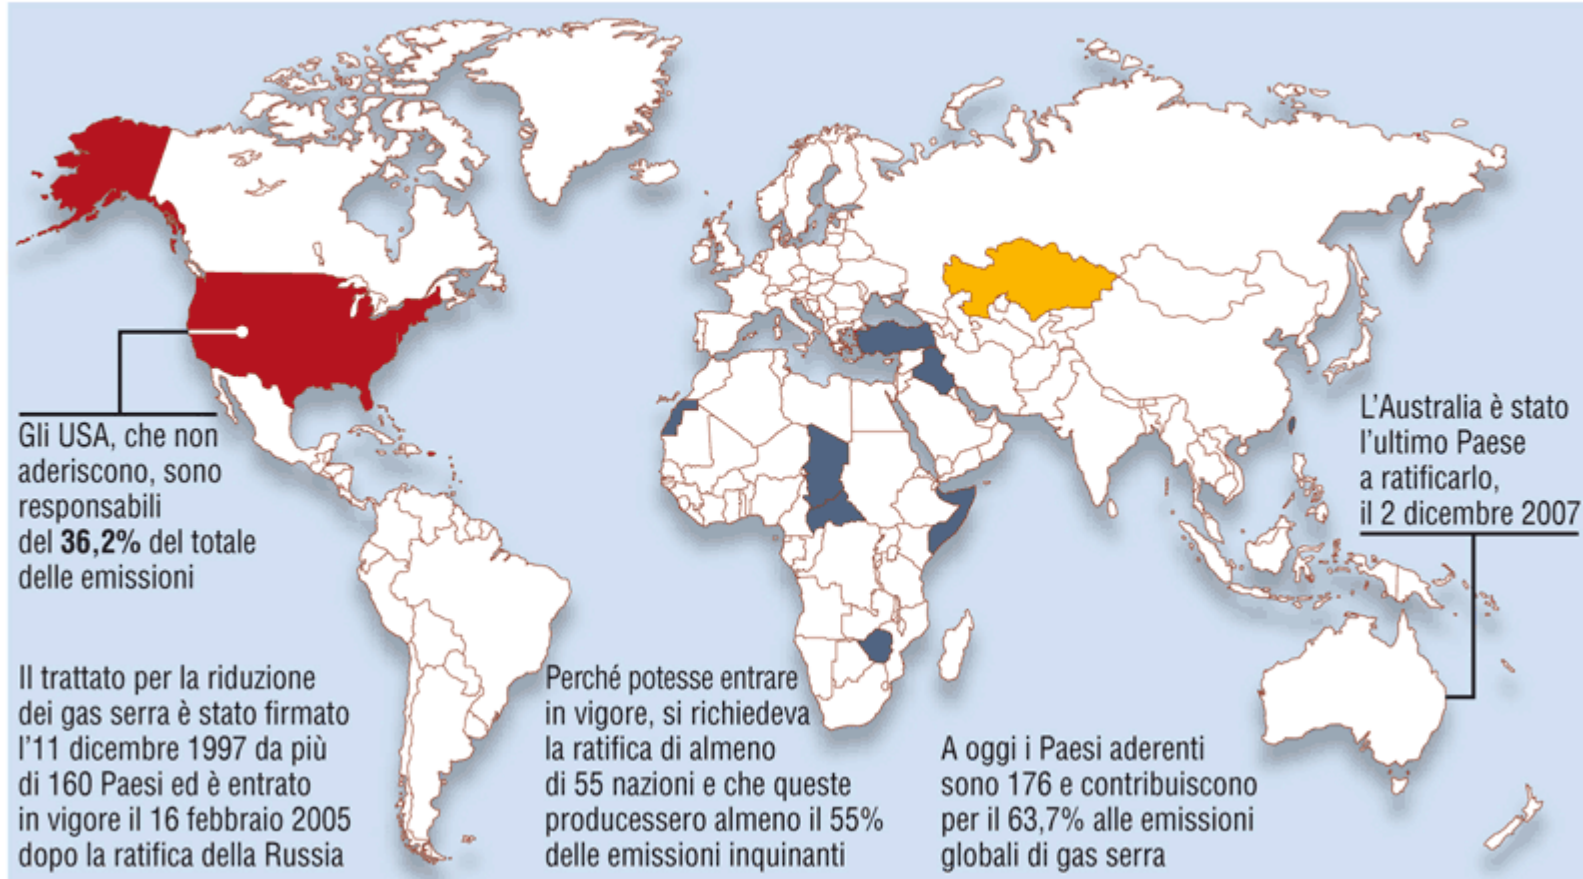 Gli USA, che non
aderiscono, sono
responsabili
del 36,2% del totale
delle emissioni
L'Australia è stato
l'ultimo Paese
a ratificarlo,
il 2 dicembre 2007
Il trattato per la riduzione
dei gas serra è stato firmato
l'11 dicembre 1997 da più
di 160 Paesi ed è entrato
in vigore il 16 febbraio 2005
dopo la ratifica della Russia
Perché potesse entrare
in vigore, si richiedeva
la ratifica di almeno
di 55 nazioni e che queste
producessero almeno il 55%
delle emissioni inquinanti
A oggi i Paesi aderenti
sono 176 e contribuiscono
per il 63,7% alle emissioni
globali di gas serra